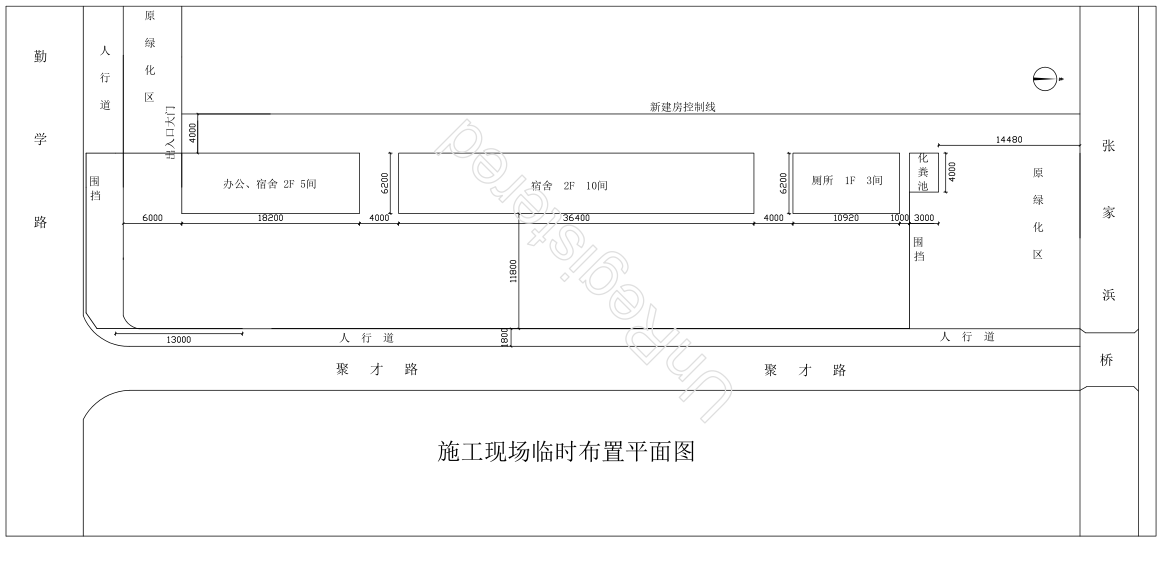 勤学路
人行道
原绿化区
出入口大门
围挡
新建房控制线
4000
14480
办公、宿舍 2F 5间
6200
宿舍 2F 10间
6200
厕所 1F 3间
化粪池
4000
原绿化区
张家浜桥
6000
18200
4000
36400
4000
10920
1000
3000
围挡
11800
13000
人行道
1800
人行道
聚才路
聚才路
UnRegistered
施工现场临时布置平面图